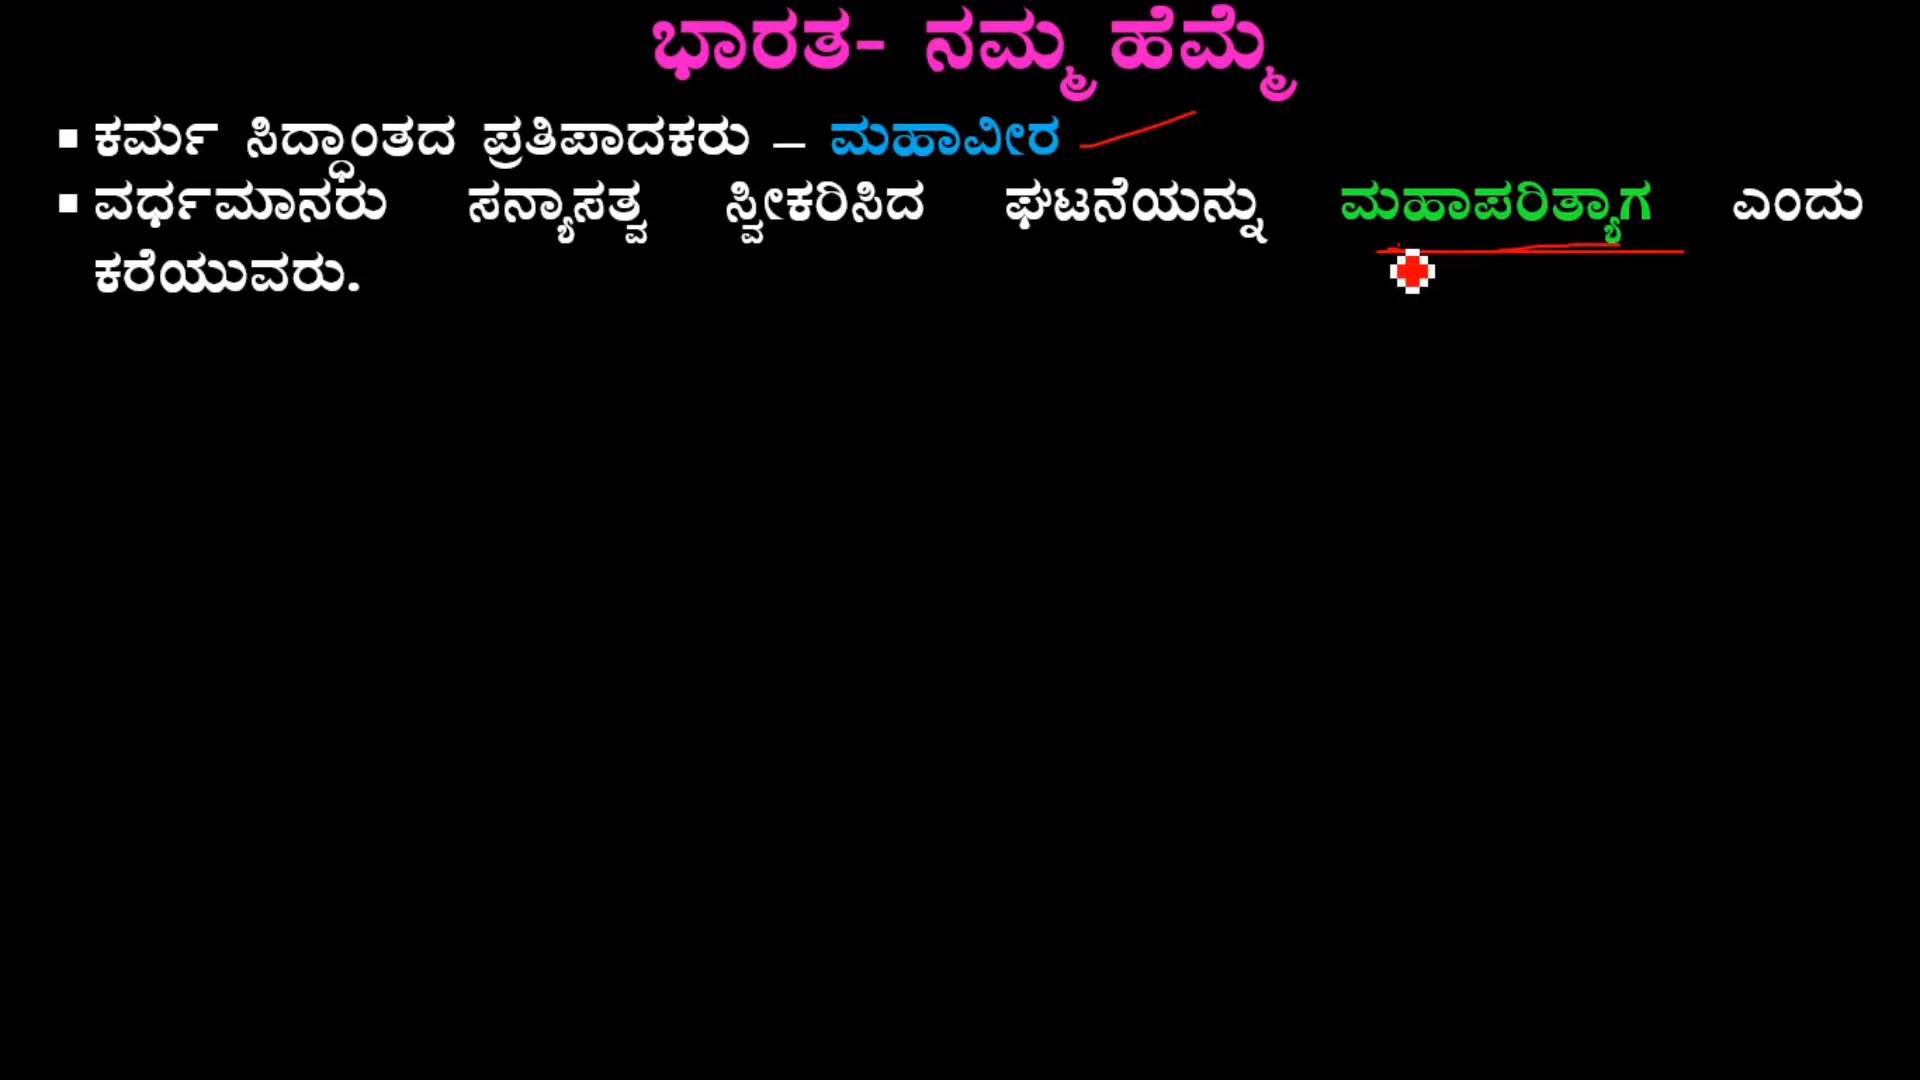 ಭಾರತ- ನಮ್ಮ ಹೆಮ್ಮೆ
▪ ಕರ್ಮ ಸಿದ್ಧಾಂತದ ಪ್ರತಿಪಾದಕರು – ಮಹಾವೀರ
▪ ವರ್ಧಮಾನರು ಸನ್ಯಾಸತ್ವ ಸ್ವೀಕರಿಸಿದ ಘಟನೆಯನ್ನು ಮಹಾಪರಿತ್ಯಾಗ ಎಂದು
ಕರೆಯುವರು.